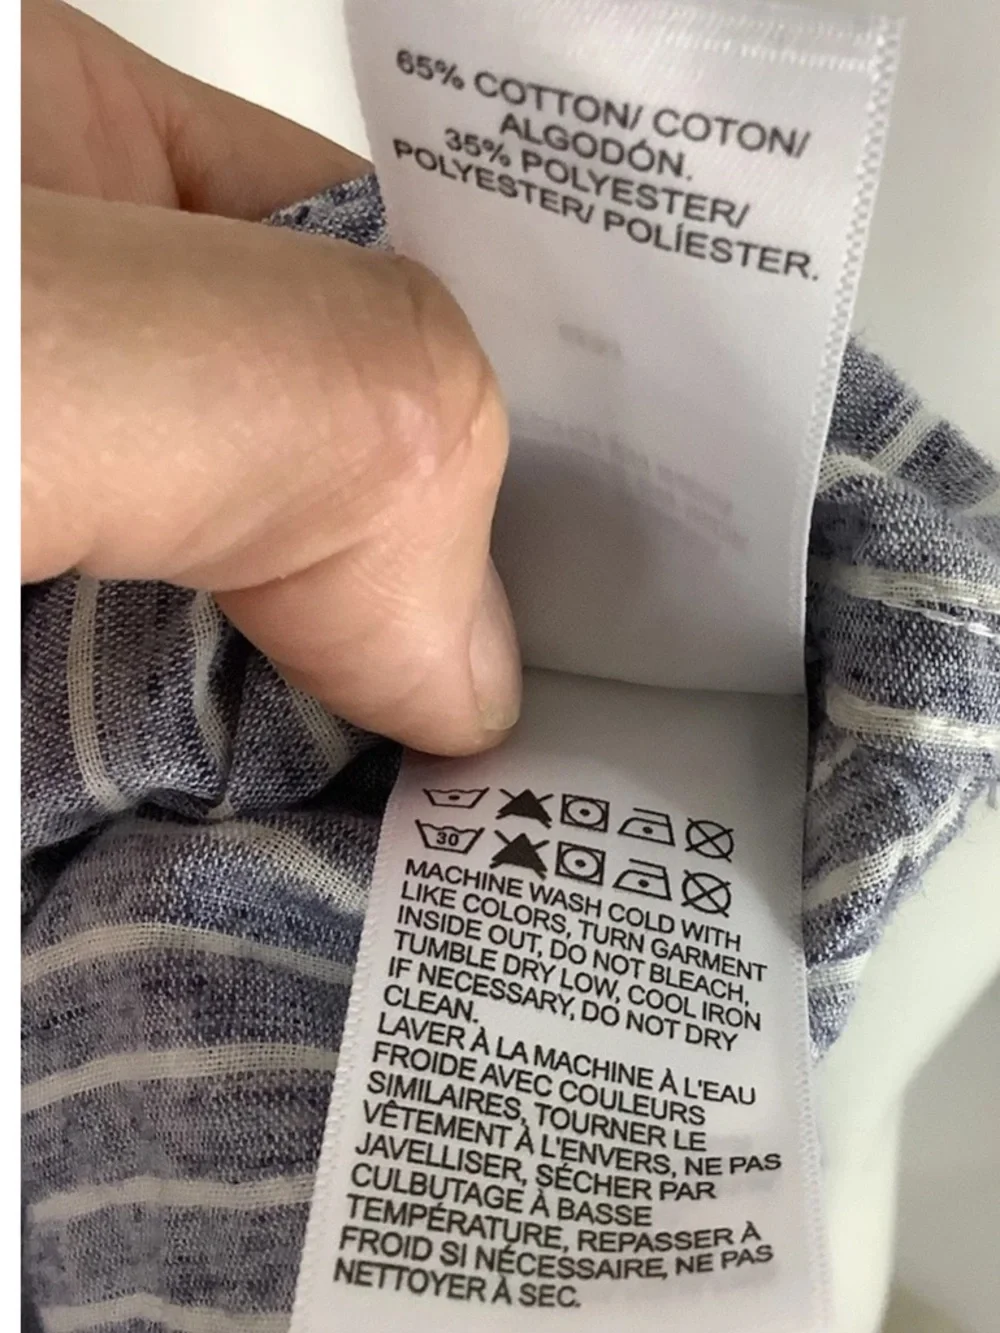 65% COTTON/ COTON/
ALGODÓN.
35% POLYESTER/
POLYESTER/ POLÍESTER.
30
MACHINE WASH COLD WITH
LIKE COLORS, TURN GARMENT
INSIDE OUT, DO NOT BLEACH,
TUMBLE DRY LOW, COOL IRON
IF NECESSARY, DO NOT DRY
CLEAN.
LAVER À LA MACHINE À L'EAU
FROIDE AVEC COULEURS
SIMILAIRES, TOURNER LE
VÊTEMENT À L'ENVERS, NE PAS
JAVELLISER, SÉCHER PAR
CULBUTAGE À BASSE
TEMPÉRATURE, REPASSER À
FROID SI NÉCESSAIRE, NE PAS
NETTOYER À SEC.